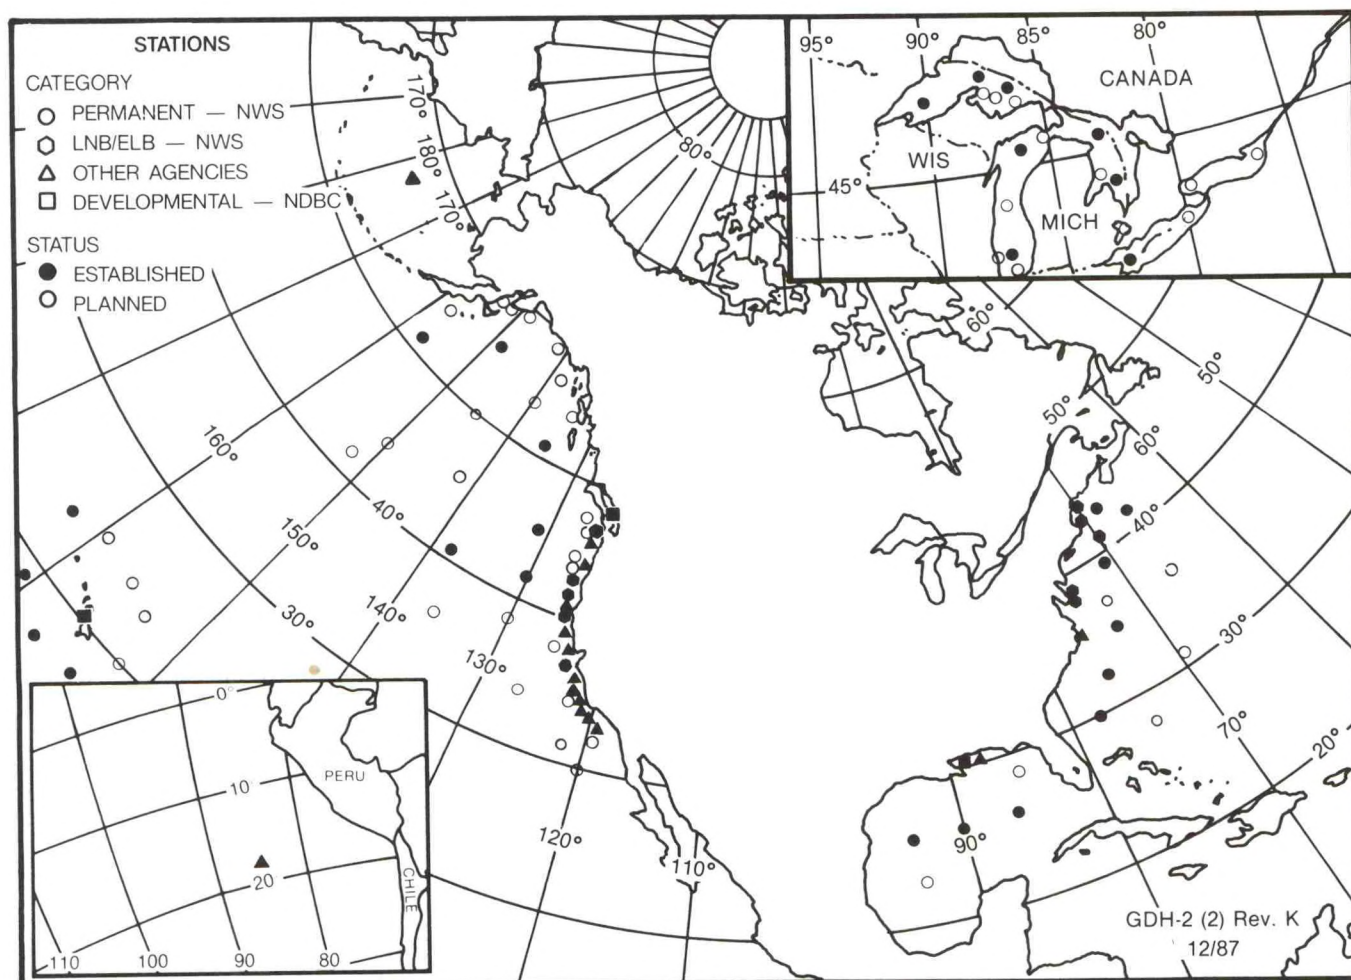 STATIONS
CATEGORY
PERMANENT — NWS
LNB/ELB — NWS
OTHER AGENCIES
DEVELOPMENTAL — NDBC
STATUS
ESTABLISHED
PLANNED
170°
180°
170°
80°
95°
90°
85°
80°
CANADA
WIS
45°
MICH
60°
50°
50°
60°
40°
160°
150°
40°
30°
140°
130°
30°
70°
20°
120°
110°
90°
0°
10
PERU
20
CHILE
110
100
90
80
GDH-2 (2) Rev. K
12/87